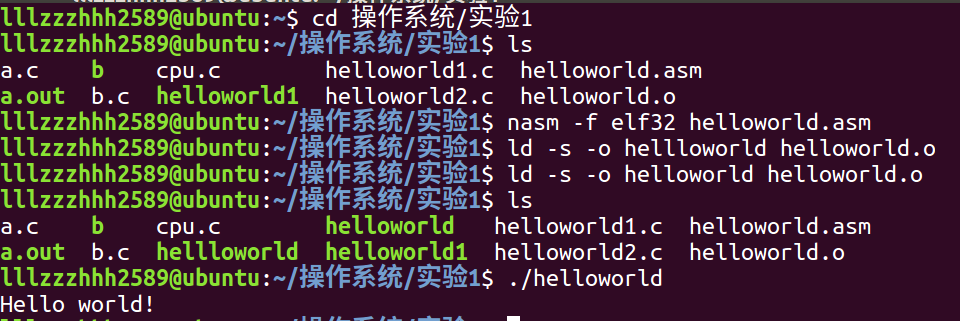 lllzzzhhh2589@ubuntu:~$ cd 操作系统/实验1
lllzzzhhh2589@ubuntu:~/操作系统/实验1$ ls
a.c b cpu.c helloworld1.c helloworld.asm
a.out b.c helloworld1 helloworld2.c helloworld.o
lllzzzhhh2589@ubuntu:~/操作系统/实验1$ nasm -f elf32 helloworld.asm
lllzzzhhh2589@ubuntu:~/操作系统/实验1$ ld -s -o hellloworld helloworld.o
lllzzzhhh2589@ubuntu:~/操作系统/实验1$ ld -s -o helloworld helloworld.o
lllzzzhhh2589@ubuntu:~/操作系统/实验1$ ls
a.c b cpu.c helloworld helloworld1.c helloworld.asm
a.out b.c hellloworld helloworld1 helloworld2.c helloworld.o
lllzzzhhh2589@ubuntu:~/操作系统/实验1$ ./helloworld
Hello world!